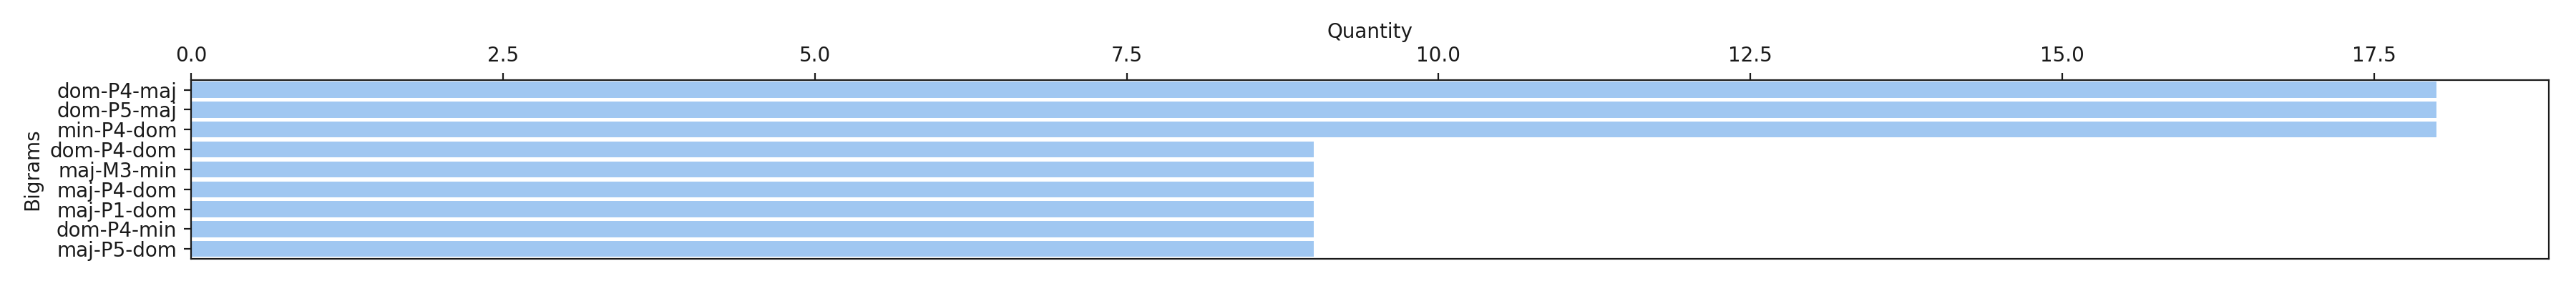 Quantity
0.0 2.5 5.0 7.5 10.0 12.5 15.0 17.5
Bigrams
dom-P4-maj
dom-P5-maj
min-P4-dom
dom-P4-dom
maj-M3-min
maj-P4-dom
maj-P1-dom
dom-P4-min
maj-P5-dom